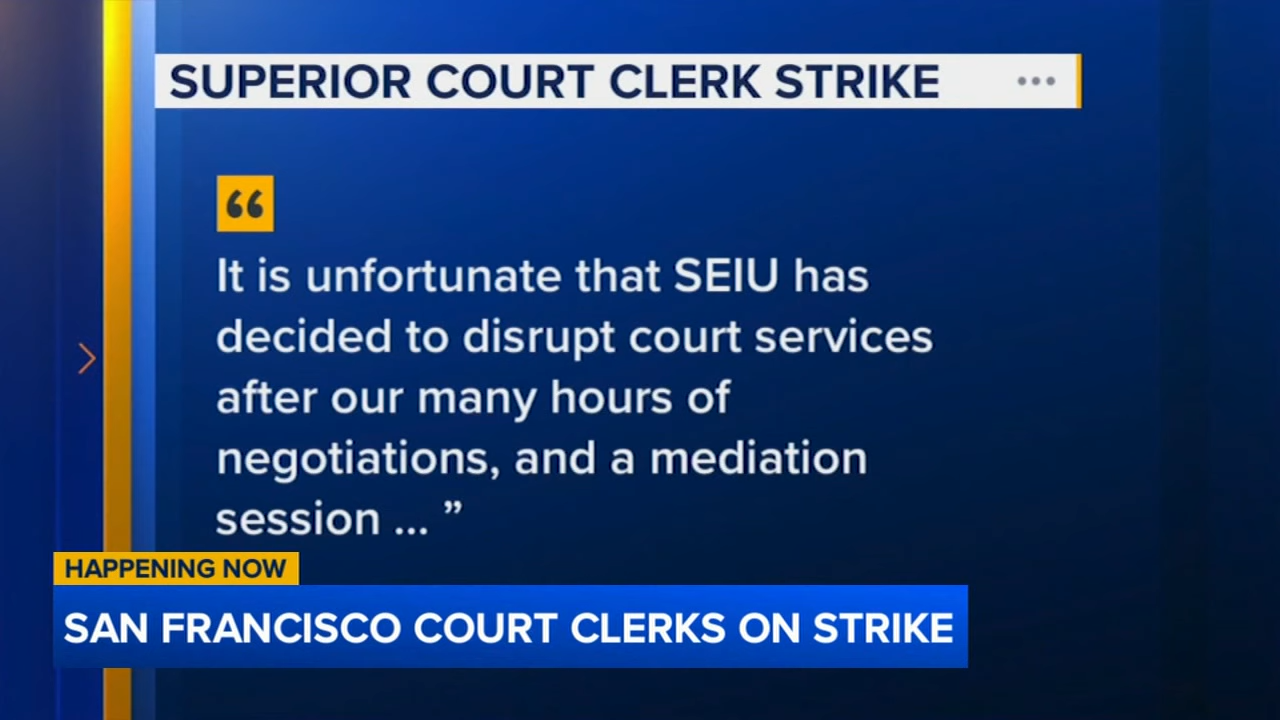 SUPERIOR COURT CLERK STRIKE
“
It is unfortunate that SEIU has
decided to disrupt court services
after our many hours of
negotiations, and a mediation
session ... ”
HAPPENING NOW
SAN FRANCISCO COURT CLERKS ON STRIKE